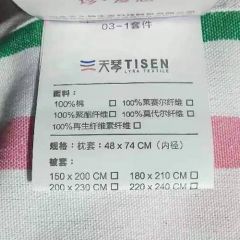 03-1套件
天琴 TISEN
LYRA TEXTILE
面料:
100%棉 □ 100%莱赛尔纤维 □
100%聚酯纤维 □ 100%莫代尔纤维 □
100%再生纤维素纤维 □
规格:枕套:48 x 74 CM(内径)
被套:
150 x 200 CM □ 180 x 210 CM □
200 x 230 CM □ 220 x 240 CM □